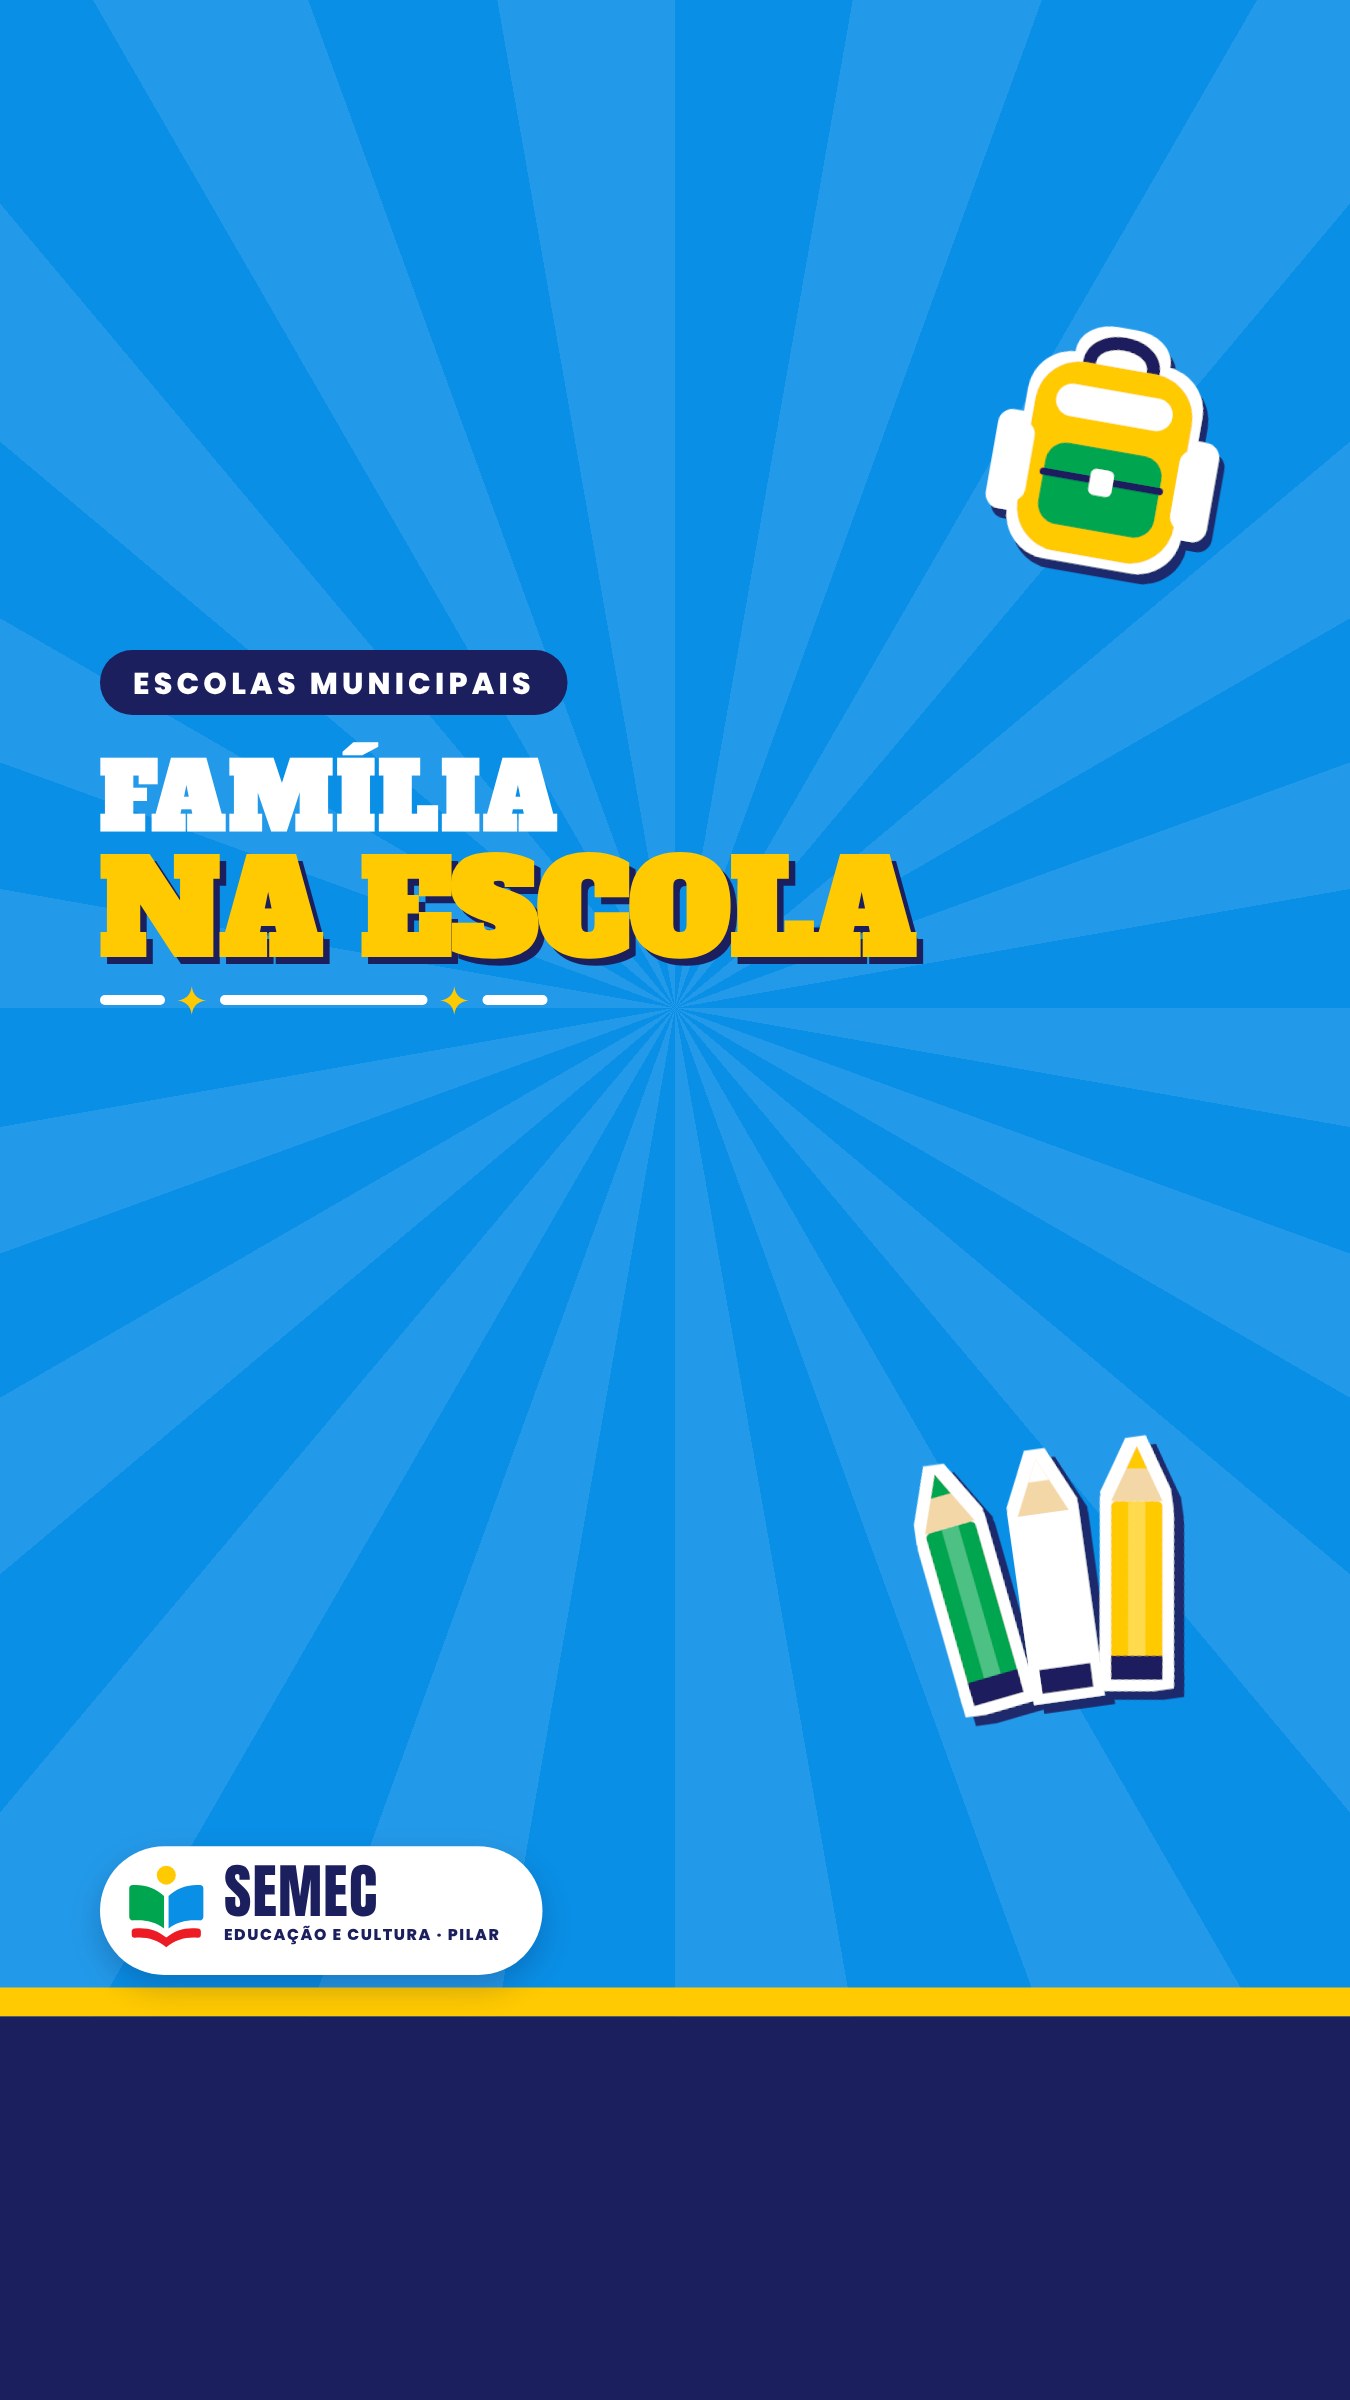 ESCOLAS MUNICIPAIS
FAMÍLIA
NA ESCOLA
SEMEC
EDUCAÇÃO E CULTURA · PILAR